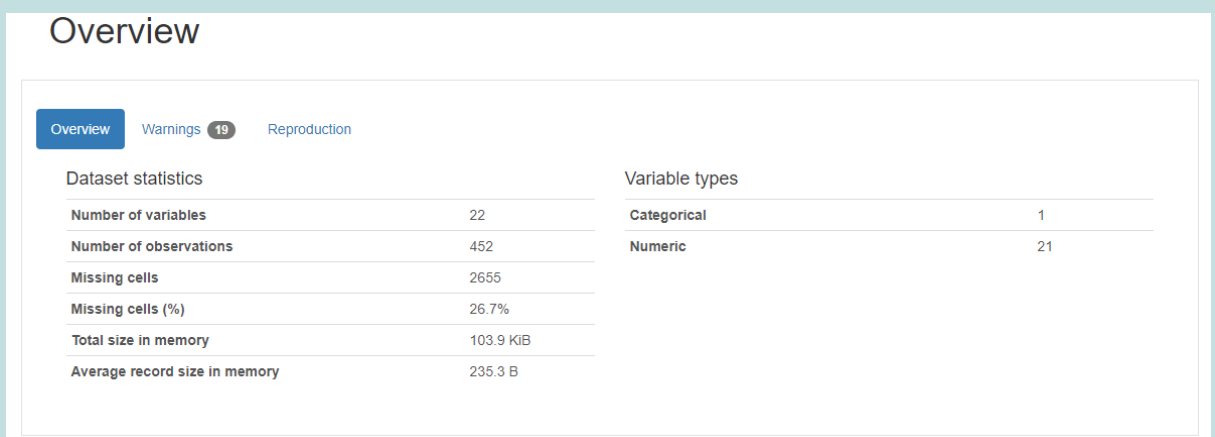 Overview
Overview Warnings 19 Reproduction
Dataset statistics
Number of variables 22
Number of observations 452
Missing cells 2655
Missing cells (%) 26.7%
Total size in memory 103.9 KiB
Average record size in memory 235.3 B
Variable types
Categorical 1
Numeric 21